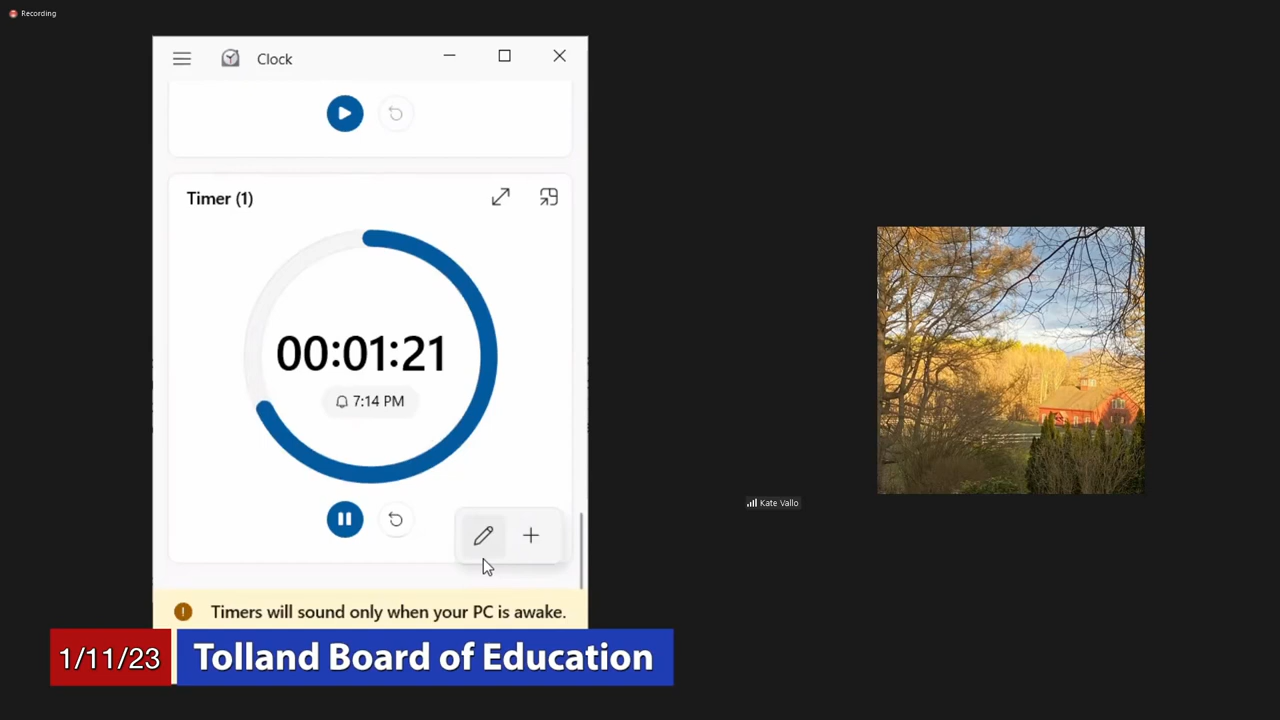 Recording
Clock
Timer (1)
00:01:21
7:14 PM
Timers will sound only when your PC is awake.
Kate Vallo
1/11/23
Tolland Board of Education